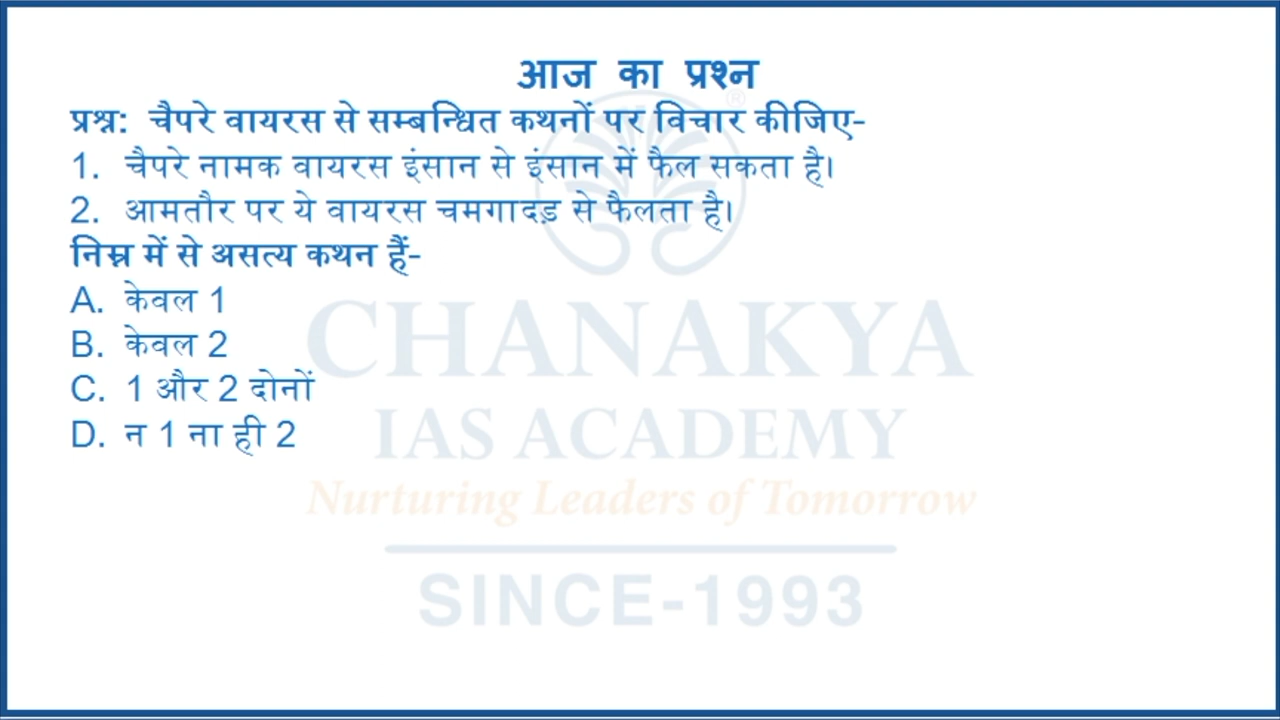 आज का प्रश्न
प्रश्न: चैपरे वायरस से सम्बन्धित कथनों पर विचार कीजिए-
1. चैपरे नामक वायरस इंसान से इंसान में फैल सकता है।
2. आमतौर पर ये वायरस चमगादड़ से फैलता है।
निम्न में से असत्य कथन हैं-
A. केवल 1
B. केवल 2
C. 1 और 2 दोनों
D. न 1 ना ही 2
®
CHANAKYA
IAS ACADEMY
Nurturing Leaders of Tomorrow
SINCE-1993